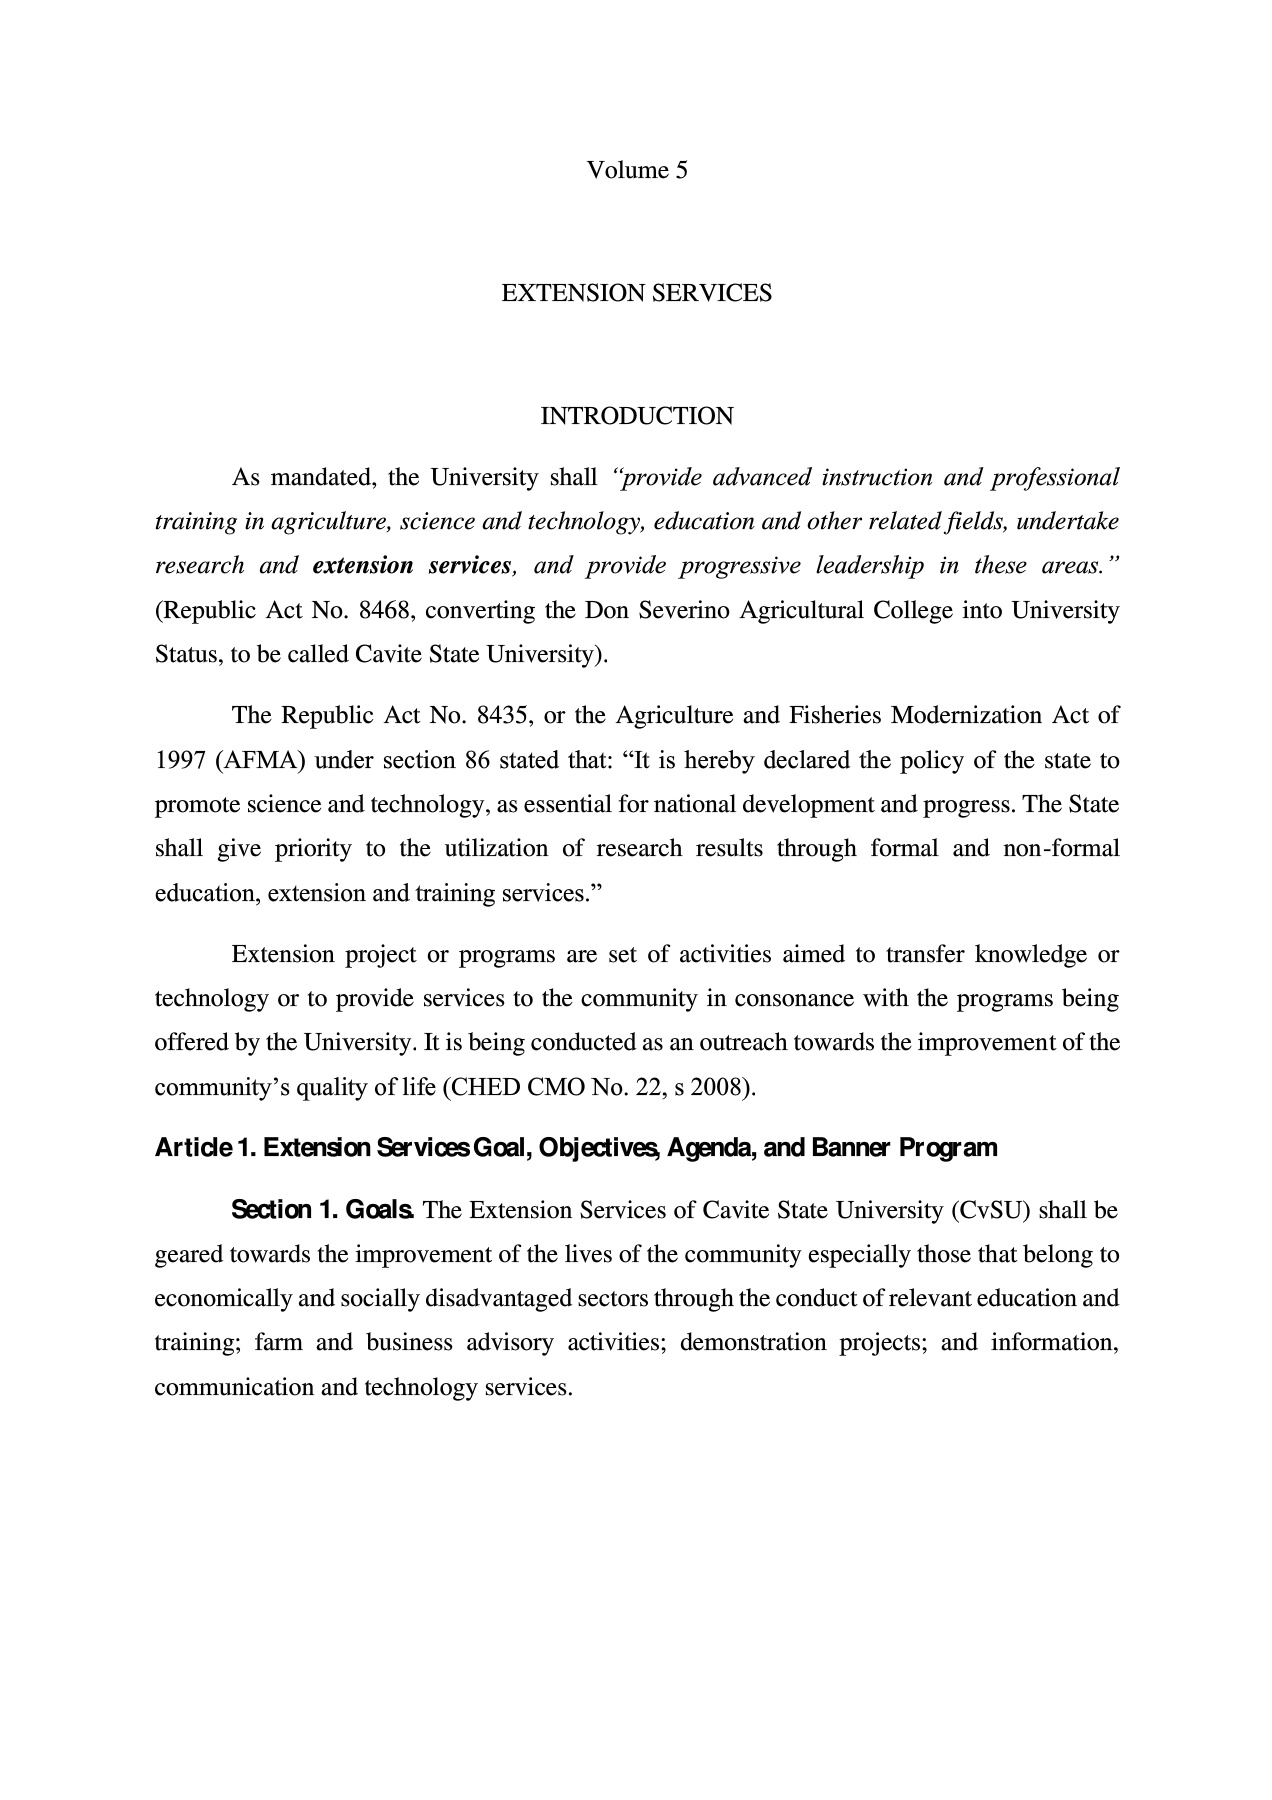 Volume 5
EXTENSION SERVICES
INTRODUCTION
As mandated, the University shall “provide advanced instruction and professional
training in agriculture, science and technology, education and other related fields, undertake
research and extension services, and provide progressive leadership in these areas.”
(Republic Act No. 8468, converting the Don Severino Agricultural College into University
Status, to be called Cavite State University).
The Republic Act No. 8435, or the Agriculture and Fisheries Modernization Act of
1997 (AFMA) under section 86 stated that: “It is hereby declared the policy of the state to
promote science and technology, as essential for national development and progress. The State
shall give priority to the utilization of research results through formal and non-formal
education, extension and training services.”
Extension project or programs are set of activities aimed to transfer knowledge or
technology or to provide services to the community in consonance with the programs being
offered by the University. It is being conducted as an outreach towards the improvement of the
community’s quality of life (CHED CMO No. 22, s 2008).
Article 1. Extension Services Goal, Objectives, Agenda, and Banner Program
Section 1. Goals. The Extension Services of Cavite State University (CvSU) shall be
geared towards the improvement of the lives of the community especially those that belong to
economically and socially disadvantaged sectors through the conduct of relevant education and
training; farm and business advisory activities; demonstration projects; and information,
communication and technology services.